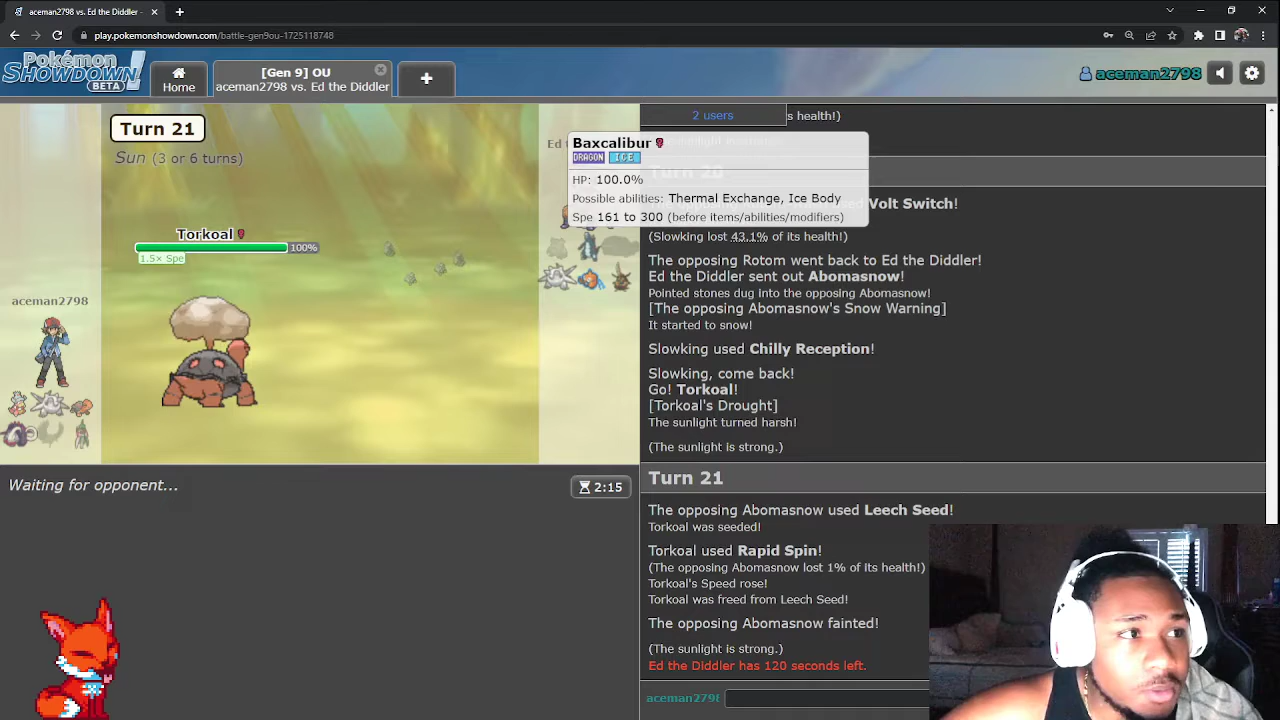 aceman2798 vs. Ed the Diddler -
play.pokemonshowdown.com/battle-gen9ou-1725118748
Pokémon
SHOWDOWN!
BETA
Home
[Gen 9] OU
aceman2798 vs. Ed the Diddler
aceman2798
Turn 21
Sun (3 or 6 turns)
Torkoal
100%
1.5× Spe
aceman2798
Ed t
Baxcalibur
DRAGON ICE
HP: 100.0%
Possible abilities: Thermal Exchange, Ice Body
Spe 161 to 300 (before items/abilities/modifiers)
Waiting for opponent...
2:15
2 users
s health!)
Turn 20
ed Volt Switch!
(Slowking lost 43.1% of its health!)
The opposing Rotom went back to Ed the Diddler!
Ed the Diddler sent out Abomasnow!
Pointed stones dug into the opposing Abomasnow!
[The opposing Abomasnow's Snow Warning]
It started to snow!
Slowking used Chilly Reception!
Slowking, come back!
Go! Torkoal!
[Torkoal's Drought]
The sunlight turned harsh!
(The sunlight is strong.)
Turn 21
The opposing Abomasnow used Leech Seed!
Torkoal was seeded!
Torkoal used Rapid Spin!
(The opposing Abomasnow lost 1% of its health!)
Torkoal's Speed rose!
Torkoal was freed from Leech Seed!
The opposing Abomasnow fainted!
(The sunlight is strong.)
Ed the Diddler has 120 seconds left.
aceman2798